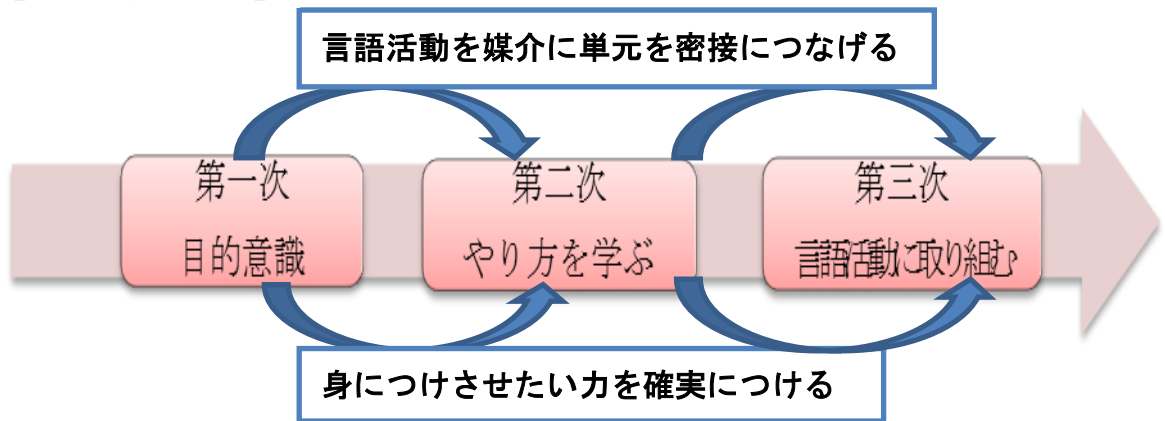 言語活動を媒介に単元を密接につなげる
第一次
目的意識
第二次
やり方を学ぶ
第三次
言語活動に取り組む
身につけさせたい力を確実につける